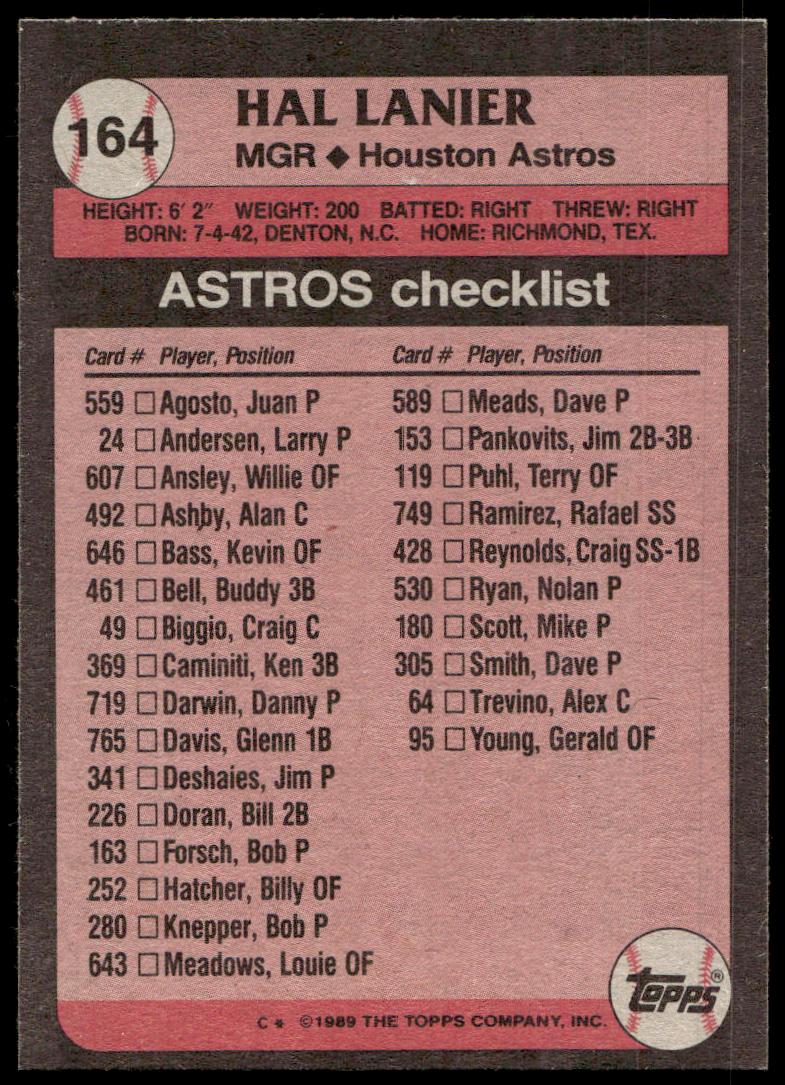 164
HAL LANIER
MGR ◆ Houston Astros
HEIGHT: 6' 2" WEIGHT: 200 BATTED: RIGHT THREW: RIGHT
BORN: 7-4-42, DENTON, N.C. HOME: RICHMOND, TEX.
ASTROS checklist
Card # Player, Position
559 □ Agosto, Juan P
24 □ Andersen, Larry P
607 □ Ansley, Willie OF
492 □ Ashby, Alan C
646 □ Bass, Kevin OF
461 □ Bell, Buddy 3B
49 □ Biggio, Craig C
369 □ Caminiti, Ken 3B
719 □ Darwin, Danny P
765 □ Davis, Glenn 1B
341 □ Deshaies, Jim P
226 □ Doran, Bill 2B
163 □ Forsch, Bob P
252 □ Hatcher, Billy OF
280 □ Knepper, Bob P
643 □ Meadows, Louie OF
Card # Player, Position
589 □ Meads, Dave P
153 □ Pankovits, Jim 2B-3B
119 □ Puhl, Terry OF
749 □ Ramirez, Rafael SS
428 □ Reynolds, Craig SS-1B
530 □ Ryan, Nolan P
180 □ Scott, Mike P
305 □ Smith, Dave P
64 □ Trevino, Alex C
95 □ Young, Gerald OF
TOPPS®
C * ©1989 THE TOPPS COMPANY, INC.